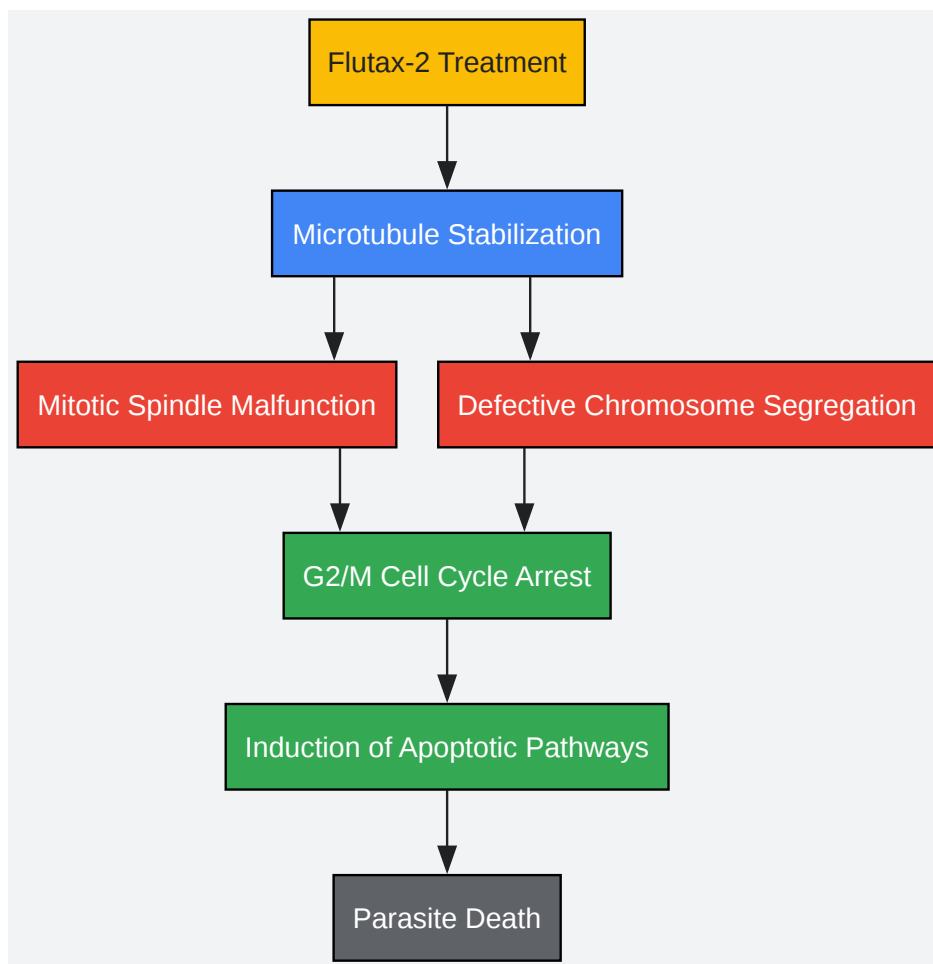 Flutax-2 Treatment
Microtubule Stabilization
Mitotic Spindle Malfunction
Defective Chromosome Segregation
G2/M Cell Cycle Arrest
Induction of Apoptotic Pathways
Parasite Death